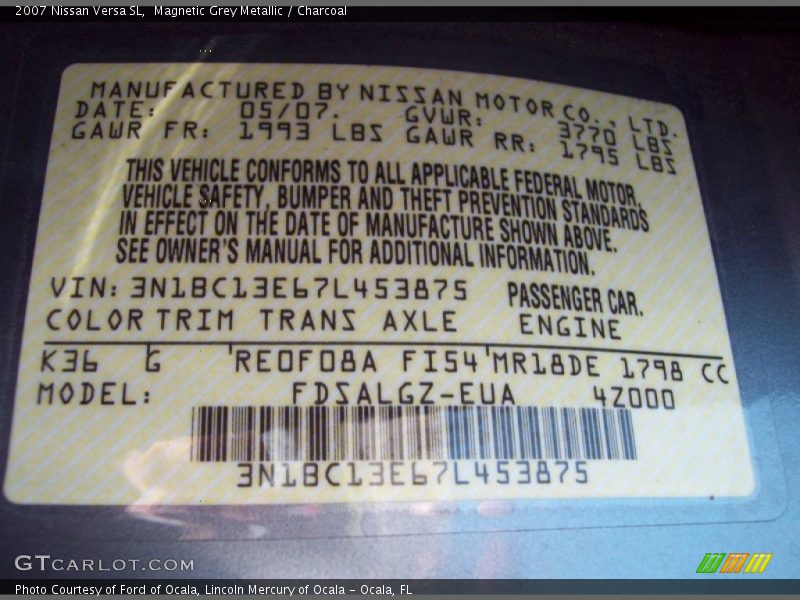 2007 Nissan Versa SL, Magnetic Grey Metallic / Charcoal
MANUFACTURED BY NISSAN MOTOR CO., LTD.
DATE: 05/07. GVWR: 3770 LBS
GAWR FR: 1993 LBS GAWR RR: 1795 LBS
THIS VEHICLE CONFORMS TO ALL APPLICABLE FEDERAL MOTOR
VEHICLE SAFETY, BUMPER AND THEFT PREVENTION STANDARDS
IN EFFECT ON THE DATE OF MANUFACTURE SHOWN ABOVE.
SEE OWNER'S MANUAL FOR ADDITIONAL INFORMATION.
VIN: 3N1BC13E67L453875 PASSENGER CAR.
COLOR TRIM TRANS AXLE ENGINE
K36 G RE0F08A FI54 MR18DE 1798 CC
MODEL: FDSALGZ-EUA 4Z000
3N1BC13E67L453875
GTCARLOT.COM
Photo Courtesy of Ford of Ocala, Lincoln Mercury of Ocala - Ocala, FL